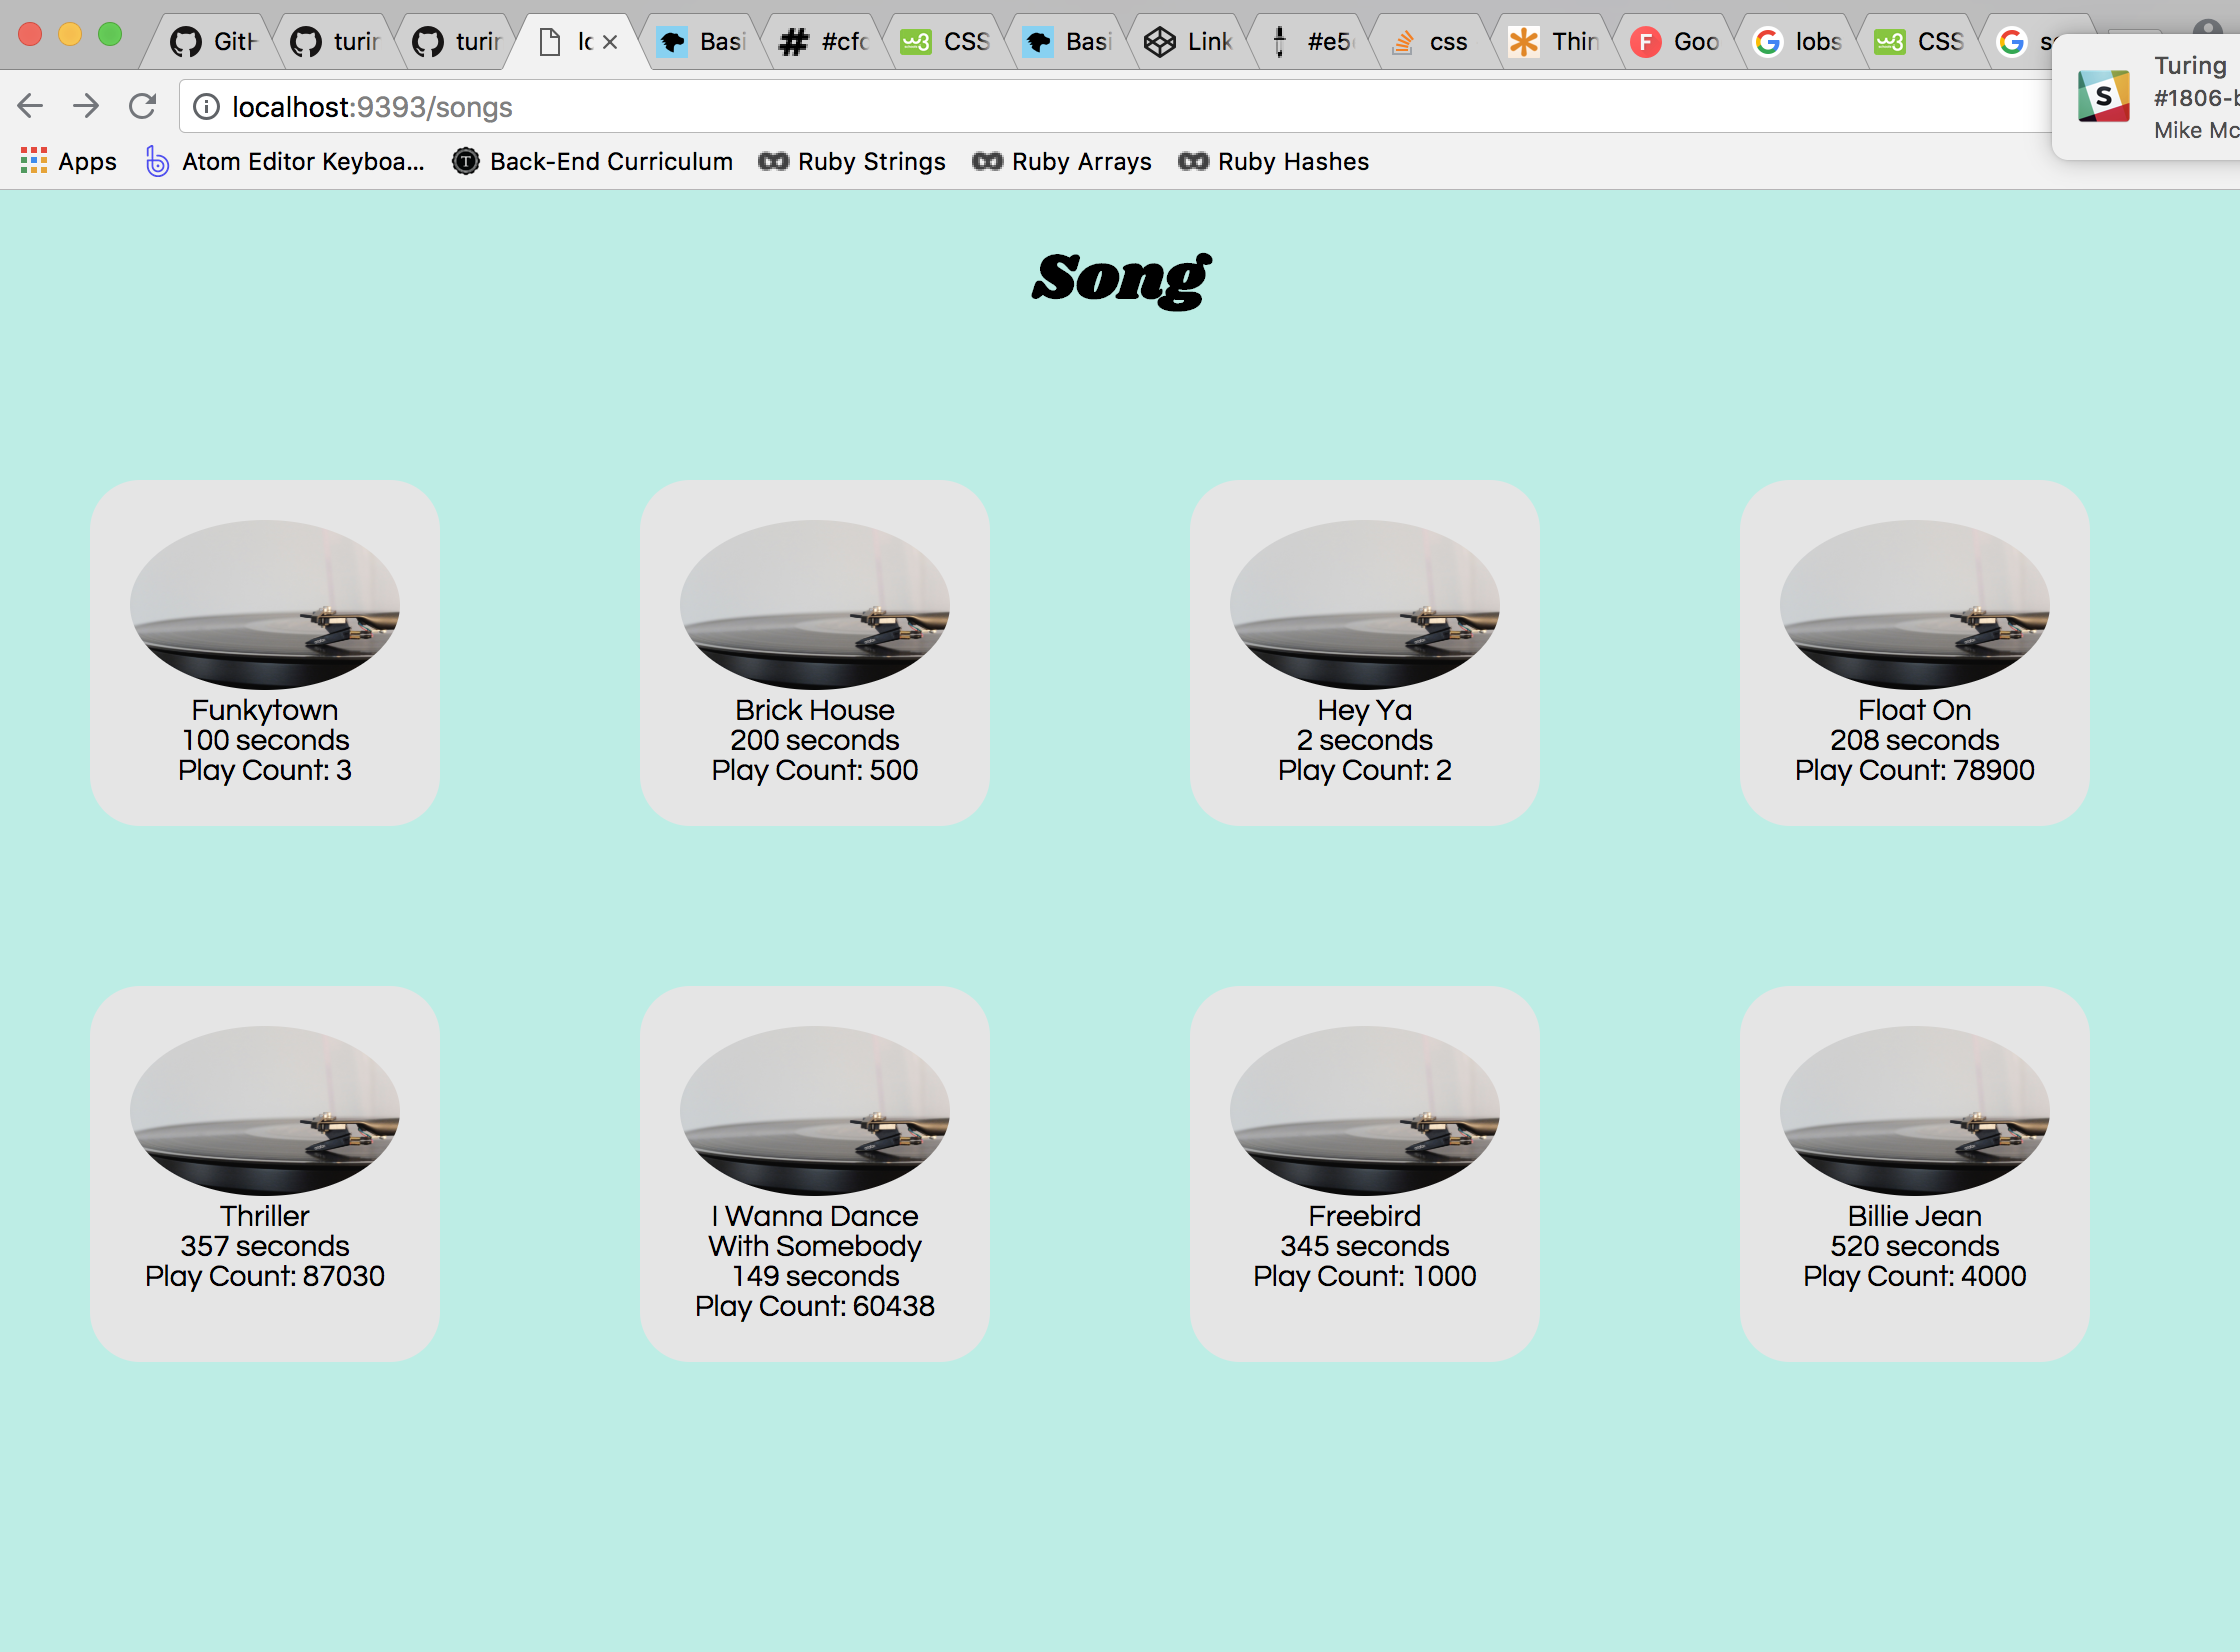 GitH
turin
turin
lo
Basi
#cfc
CSS
Basi
Link
#e5
css
Thin
Goo
lobs
CSS
s
localhost:9393/songs
Turing
#1806-b
Mike Mc
Apps
Atom Editor Keyboa...
Back-End Curriculum
Ruby Strings
Ruby Arrays
Ruby Hashes
Song
Funkytown
100 seconds
Play Count: 3
Brick House
200 seconds
Play Count: 500
Hey Ya
2 seconds
Play Count: 2
Float On
208 seconds
Play Count: 78900
Thriller
357 seconds
Play Count: 87030
I Wanna Dance
With Somebody
149 seconds
Play Count: 60438
Freebird
345 seconds
Play Count: 1000
Billie Jean
520 seconds
Play Count: 4000